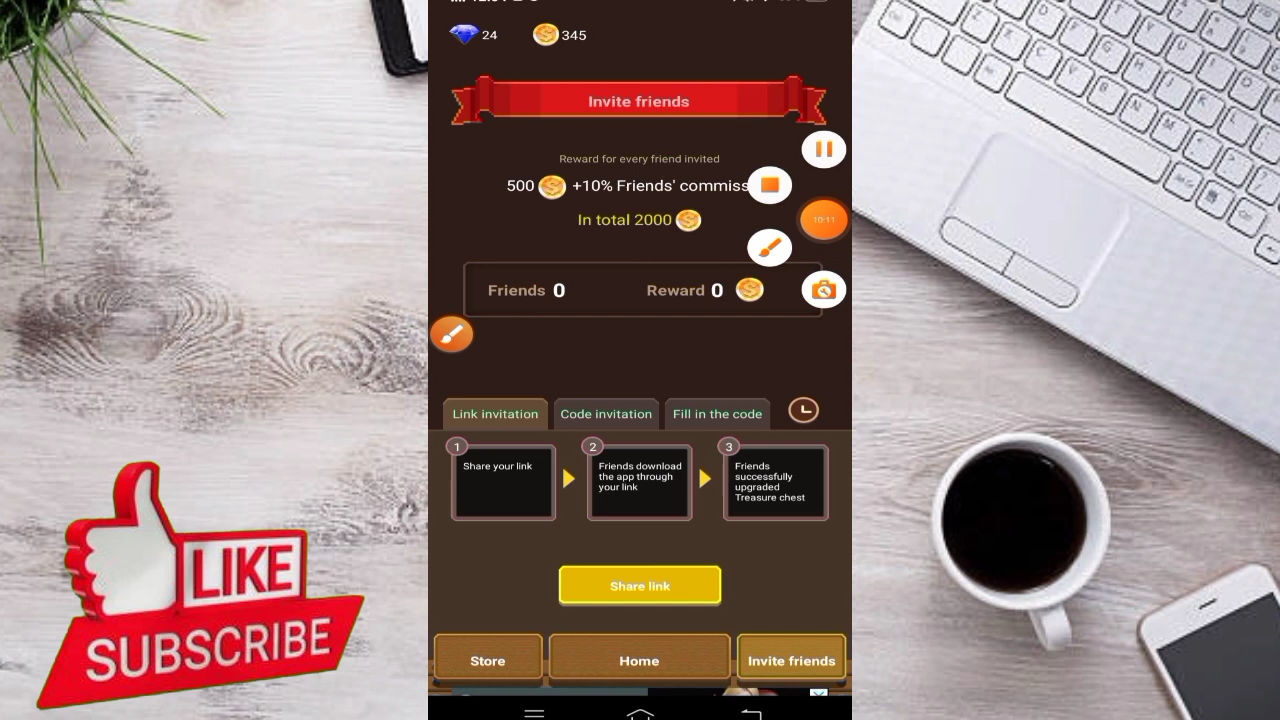 24
345
Invite friends
Reward for every friend invited
500 +10% Friends' commiss
In total 2000
10:11
Friends 0
Reward 0
Link invitation
Code invitation
Fill in the code
1
Share your link
2
Friends download
the app through
your link
3
Friends
successfully
upgraded
Treasure chest
Share link
Store
Home
Invite friends
LIKE
SUBSCRIBE